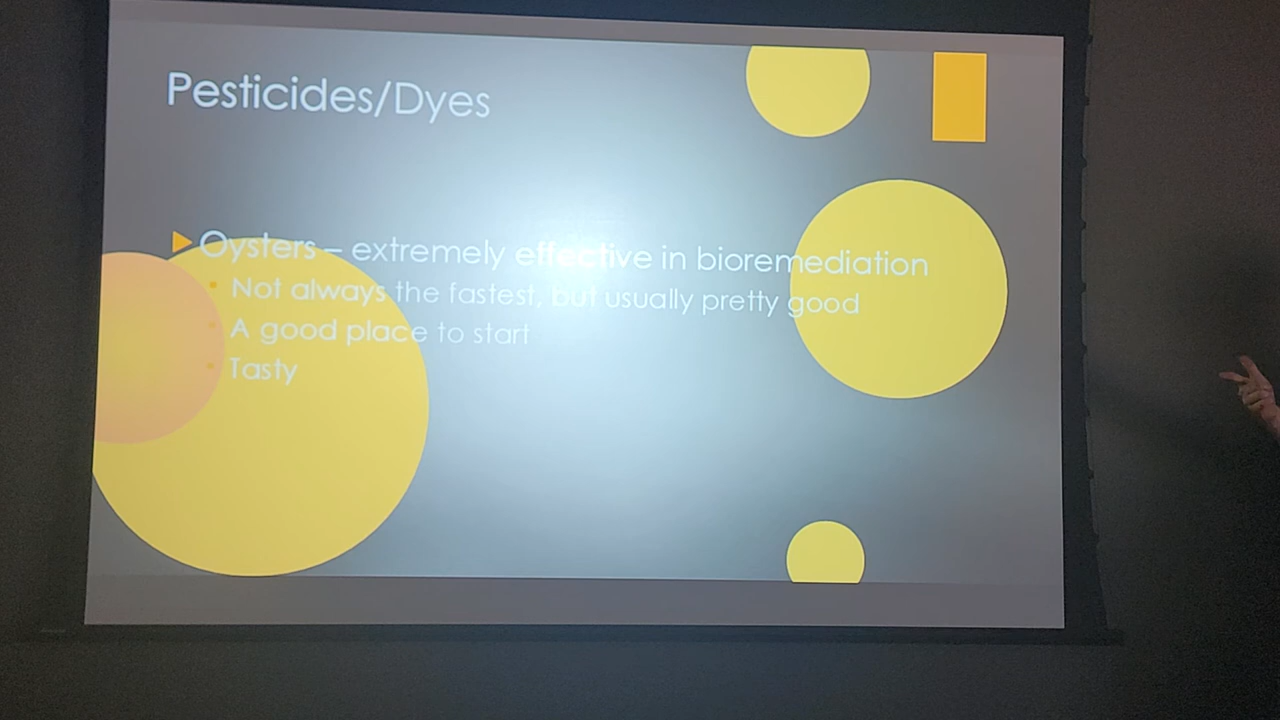 Pesticides/Dyes
Oysters – extremely effective in bioremediation
Not always the fastest, but usually pretty good
A good place to start
Tasty